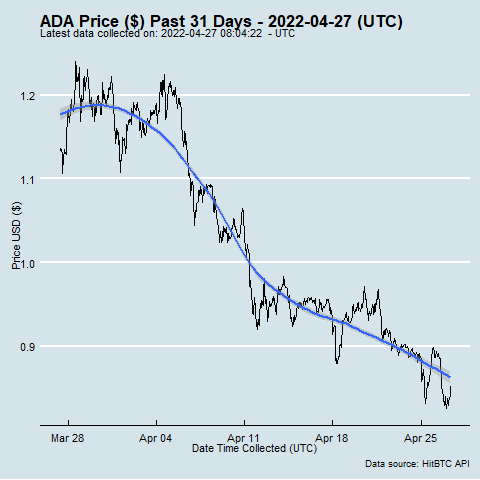 ADA Price ($) Past 31 Days - 2022-04-27 (UTC)
Latest data collected on: 2022-04-27 08:04:22  - UTC
1.2
1.1
1.0
0.9
Price USD ($)
Mar 28
Apr 04
Apr 11
Apr 18
Apr 25
Date Time Collected (UTC)
Data source: HitBTC API